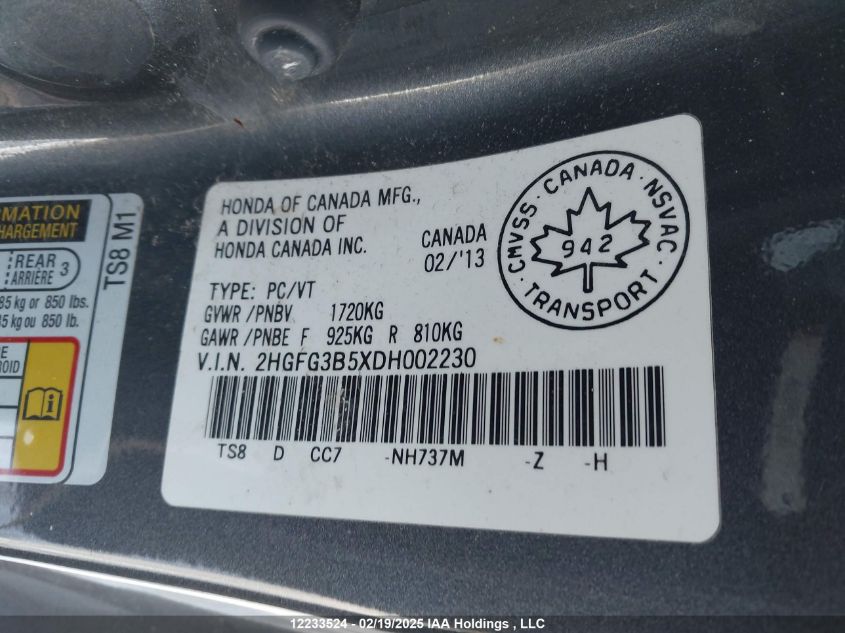 RMATION
HARGEMENT
REAR
ARRIÈRE 3
85 kg or 850 lbs.
kg ou 850 lb.
TS8 M1
HONDA OF CANADA MFG.,
A DIVISION OF
HONDA CANADA INC.
CANADA
02/'13
CMVSS · CANADA · NSVAC · TRANSPORT ·
942
TYPE: PC/VT
GVWR /PNBV 1720KG
GAWR /PNBE F 925KG R 810KG
V.I.N. 2HGFG3B5XDH002230
TS8 D CC7 -NH737M -Z -H
12233524 - 02/19/2025 IAA Holdings , LLC